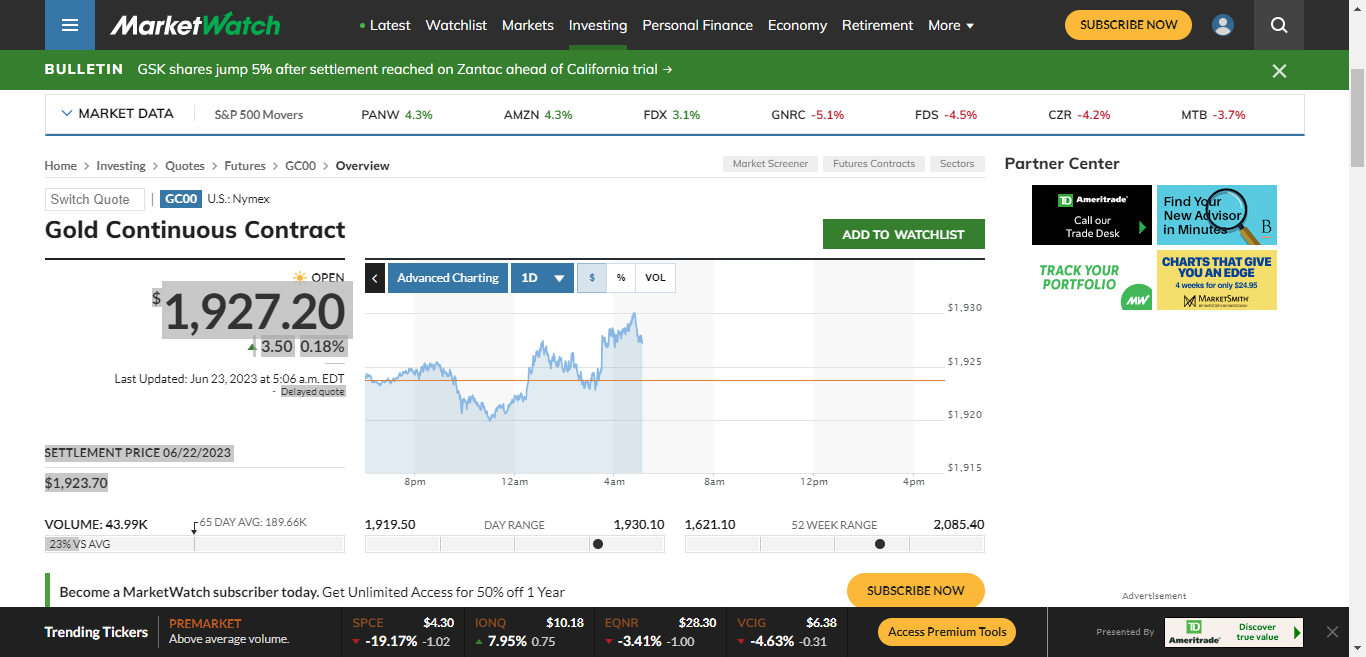 MarketWatch
Latest Watchlist Markets Investing Personal Finance Economy Retirement More
SUBSCRIBE NOW
BULLETIN GSK shares jump 5% after settlement reached on Zantac ahead of California trial →
MARKET DATA S&P 500 Movers PANW 4.3% AMZN 4.3% FDX 3.1% GNRC -5.1% FDS -4.5% CZR -4.2% MTB -3.7%
Home > Investing > Quotes > Futures > GC00 > Overview
Market Screener Futures Contracts Sectors
Partner Center
Switch Quote | GC00 U.S.: Nymex
Gold Continuous Contract
ADD TO WATCHLIST
OPEN
$1,927.20
3.50 0.18%
Last Updated: Jun 23, 2023 at 5:06 a.m. EDT
- Delayed quote
SETTLEMENT PRICE 06/22/2023
$1,923.70
VOLUME: 43.99K
65 DAY AVG: 189.66K
23% VS AVG
Advanced Charting 1D $ % VOL
$1,930
$1,925
$1,920
$1,915
8pm 12am 4am 8am 12pm 4pm
1,919.50 DAY RANGE 1,930.10
1,621.10 52 WEEK RANGE 2,085.40
TD Ameritrade
Call our
Trade Desk
Find Your
New Advisor
in Minutes
B
TRACK YOUR
PORTFOLIO
MW
CHARTS THAT GIVE
YOU AN EDGE
4 weeks for only $24.95
MARKETSMITH
Advertisement
Become a MarketWatch subscriber today. Get Unlimited Access for 50% off 1 Year
SUBSCRIBE NOW
Trending Tickers
PREMARKET
Above average volume.
SPCE $4.30
-19.17% -1.02
IONQ $10.18
7.95% 0.75
EQNR $28.30
-3.41% -1.00
VCIG $6.38
-4.63% -0.31
Access Premium Tools
Presented By
TD Ameritrade
Discover
true value